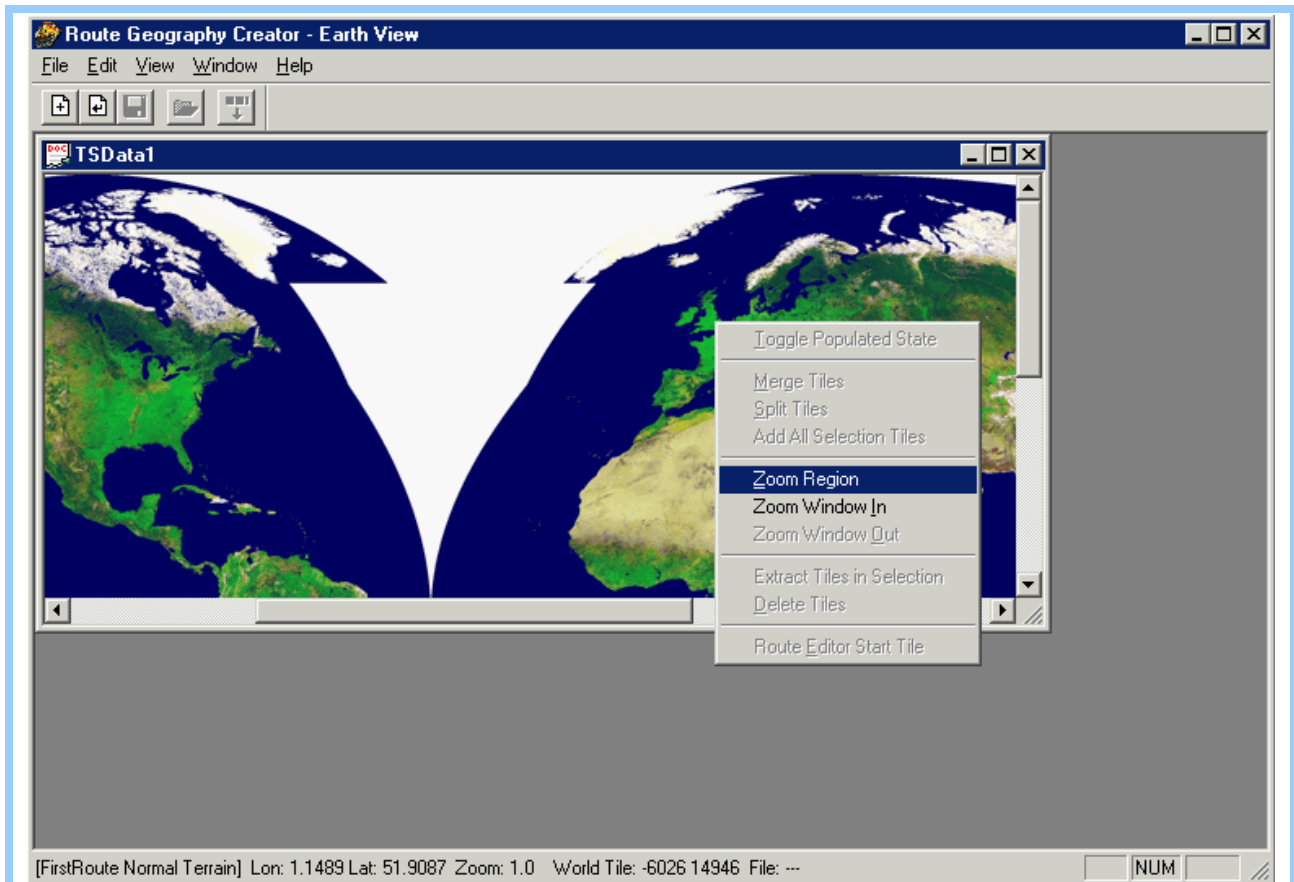 Route Geography Creator - Earth View
File Edit View Window Help
DOC TSData1
Toggle Populated State
Merge Tiles
Split Tiles
Add All Selection Tiles
Zoom Region
Zoom Window In
Zoom Window Out
Extract Tiles in Selection
Delete Tiles
Route Editor Start Tile
[FirstRoute Normal Terrain] Lon: 1.1489 Lat: 51.9087 Zoom: 1.0 World Tile: -6026 14946 File: --- NUM